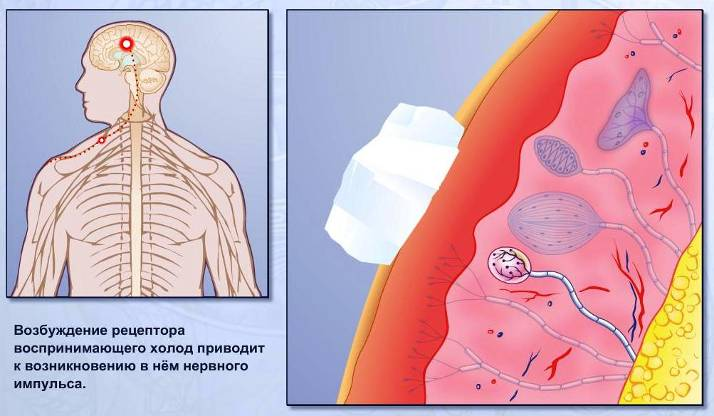 Возбуждение рецептора
воспринимающего холод приводит
к возникновению в нём нервного
импульса.